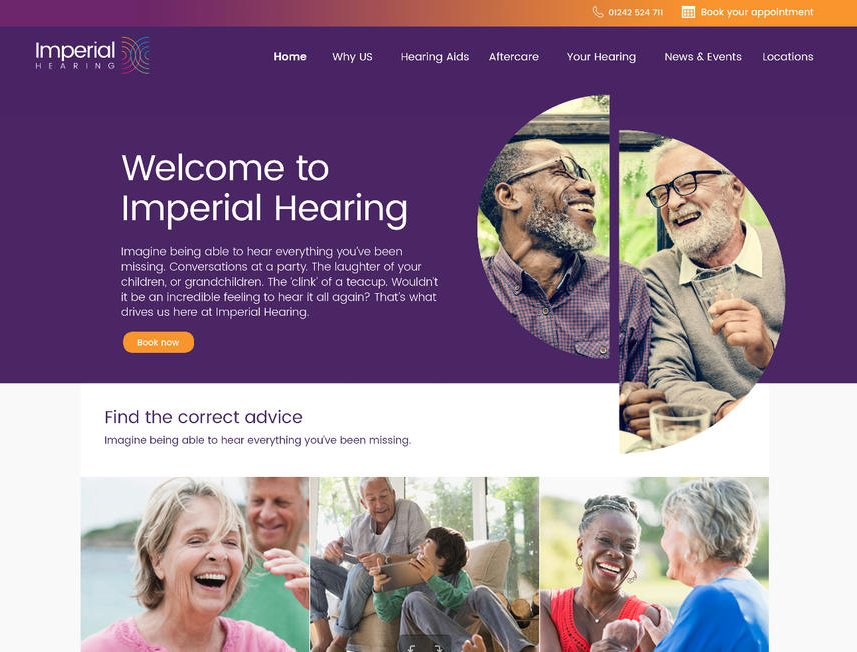 01242 524 711
Book your appointment
Imperial
HEARING
Home
Why US
Hearing Aids
Aftercare
Your Hearing
News & Events
Locations
Welcome to
Imperial Hearing
Imagine being able to hear everything you've been
missing. Conversations at a party. The laughter of your
children, or grandchildren. The 'clink' of a teacup. Wouldn't
it be an incredible feeling to hear it all again? That's what
drives us here at Imperial Hearing.
Book now
Find the correct advice
Imagine being able to hear everything you've been missing.